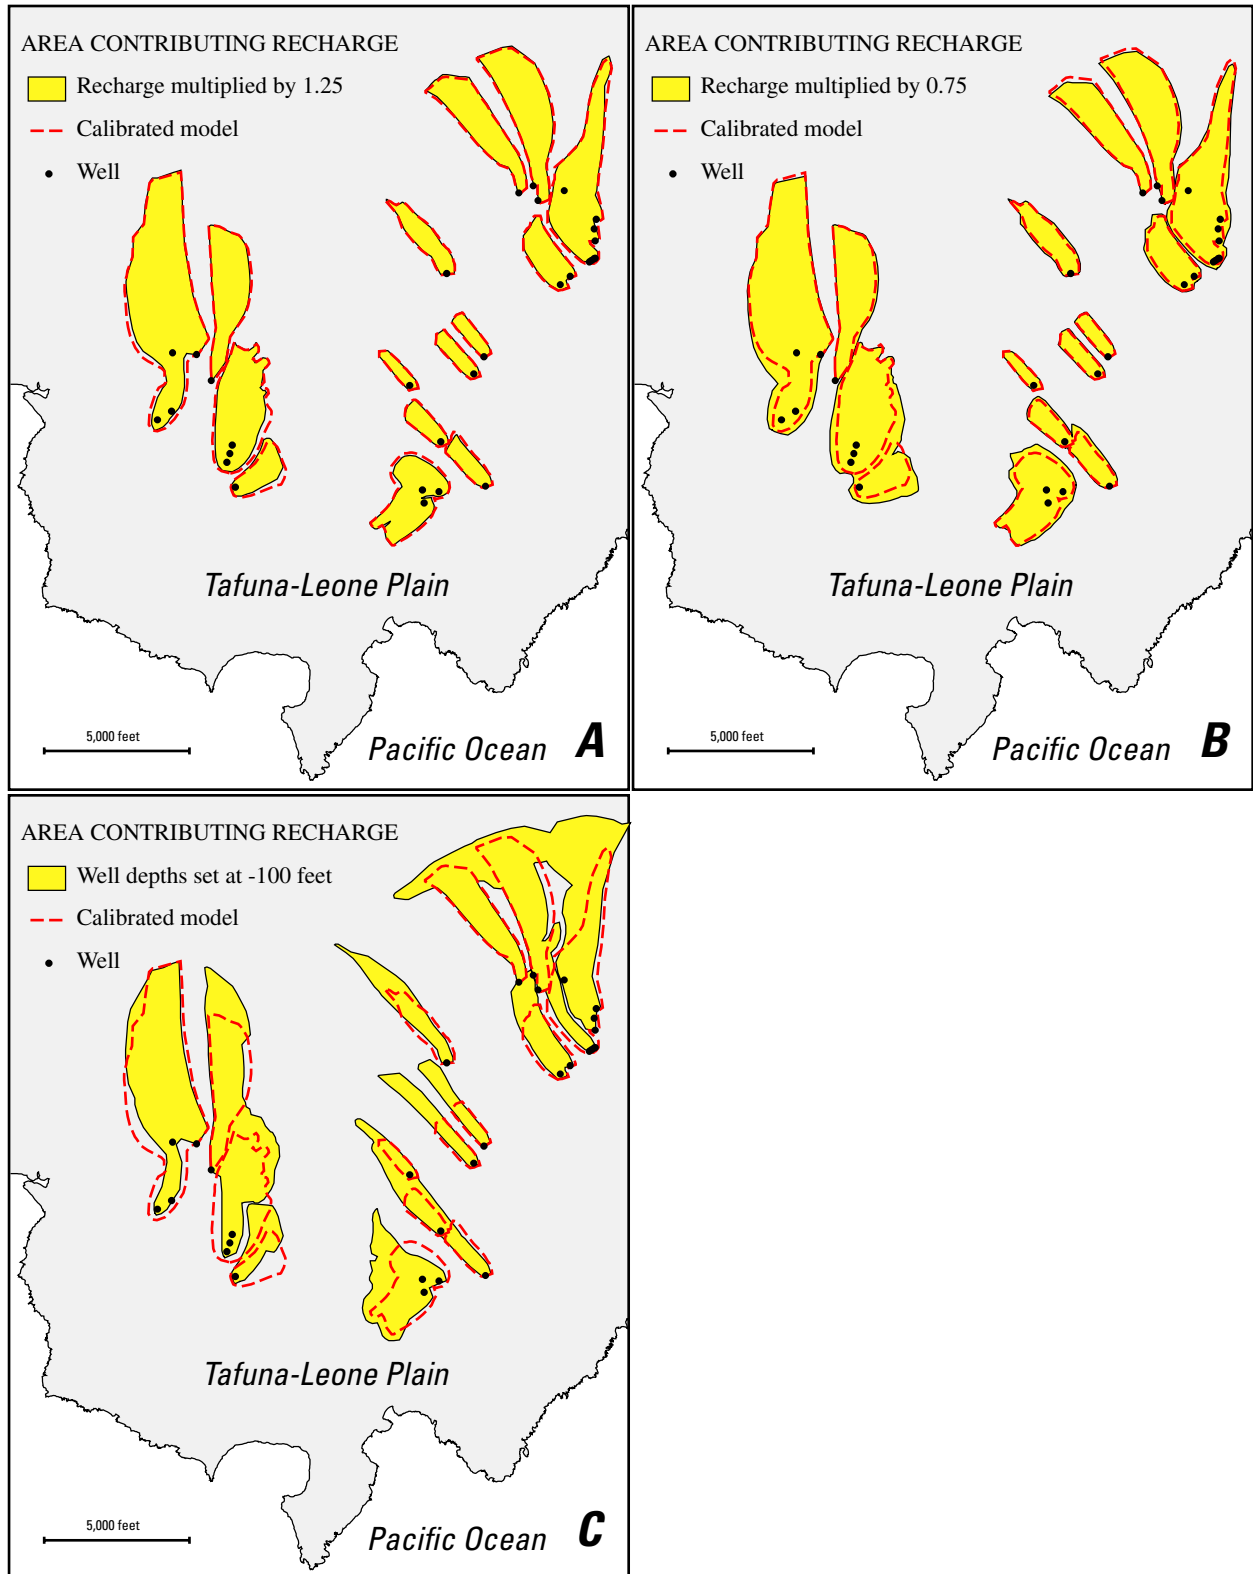 AREA CONTRIBUTING RECHARGE
Recharge multiplied by 1.25
Calibrated model
Well
Tafuna-Leone Plain
5,000 feet
Pacific Ocean
A
AREA CONTRIBUTING RECHARGE
Recharge multiplied by 0.75
Calibrated model
Well
Tafuna-Leone Plain
5,000 feet
Pacific Ocean
B
AREA CONTRIBUTING RECHARGE
Well depths set at -100 feet
Calibrated model
Well
Tafuna-Leone Plain
5,000 feet
Pacific Ocean
C